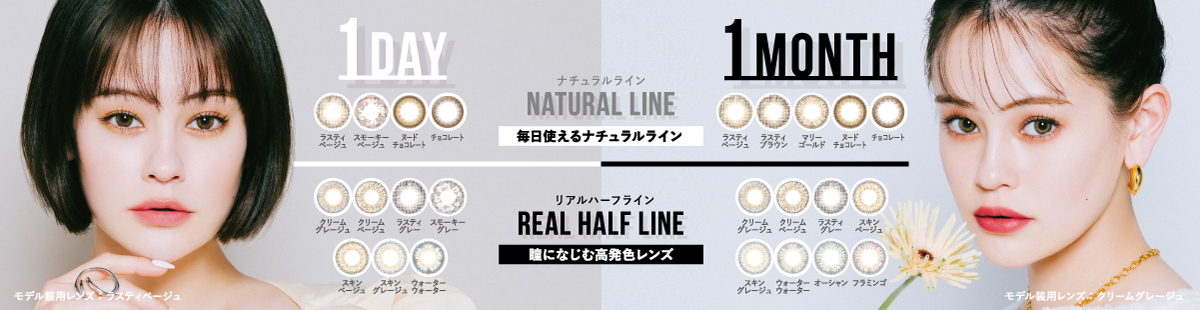 1DAY
1MONTH
ナチュラルライン
NATURAL LINE
毎日使えるナチュラルライン
ラスティ
ベージュ
スモーキー
ベージュ
ヌード
チョコレート
チョコレート
ラスティ
ベージュ
ラスティ
ブラウン
マリー
ゴールド
ヌード
チョコレート
チョコレート
リアルハーフライン
REAL HALF LINE
瞳になじむ高発色レンズ
クリーム
グレージュ
クリーム
ベージュ
ラスティ
グレー
スモーキー
グレー
スキン
ベージュ
スキン
グレージュ
ウォーター
ウォーター
クリーム
グレージュ
クリーム
ベージュ
ラスティ
グレー
スキン
ベージュ
スキン
グレージュ
ウォーター
ウォーター
オーシャン
フラミンゴ
モデル装用レンズ：ラスティベージュ
モデル装用レンズ：クリームグレージュ